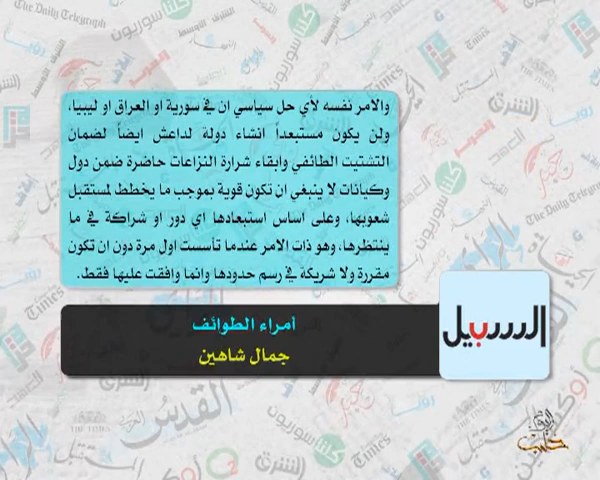 والامر نفسه لأي حل سياسي ان في سورية او العراق او ليبيا،
ولن يكون مستبعداً انشاء دولة لداعش ايضاً لضمان
التشتيت الطائفي وابقاء شرارة النزاعات حاضرة ضمن دول
وكيانات لا ينبغي ان تكون قوية بموجب ما يخطط لمستقبل
شعوبها، وعلى اساس استبعادها اي دور او شراكة في ما
ينتظرها، وهو ذات الامر عندما تأسست اول مرة دون ان تكون
مقررة ولا شريكة في رسم حدودها وانما وافقت عليها فقط.
السبيل
أمراء الطوائف
جمال شاهين